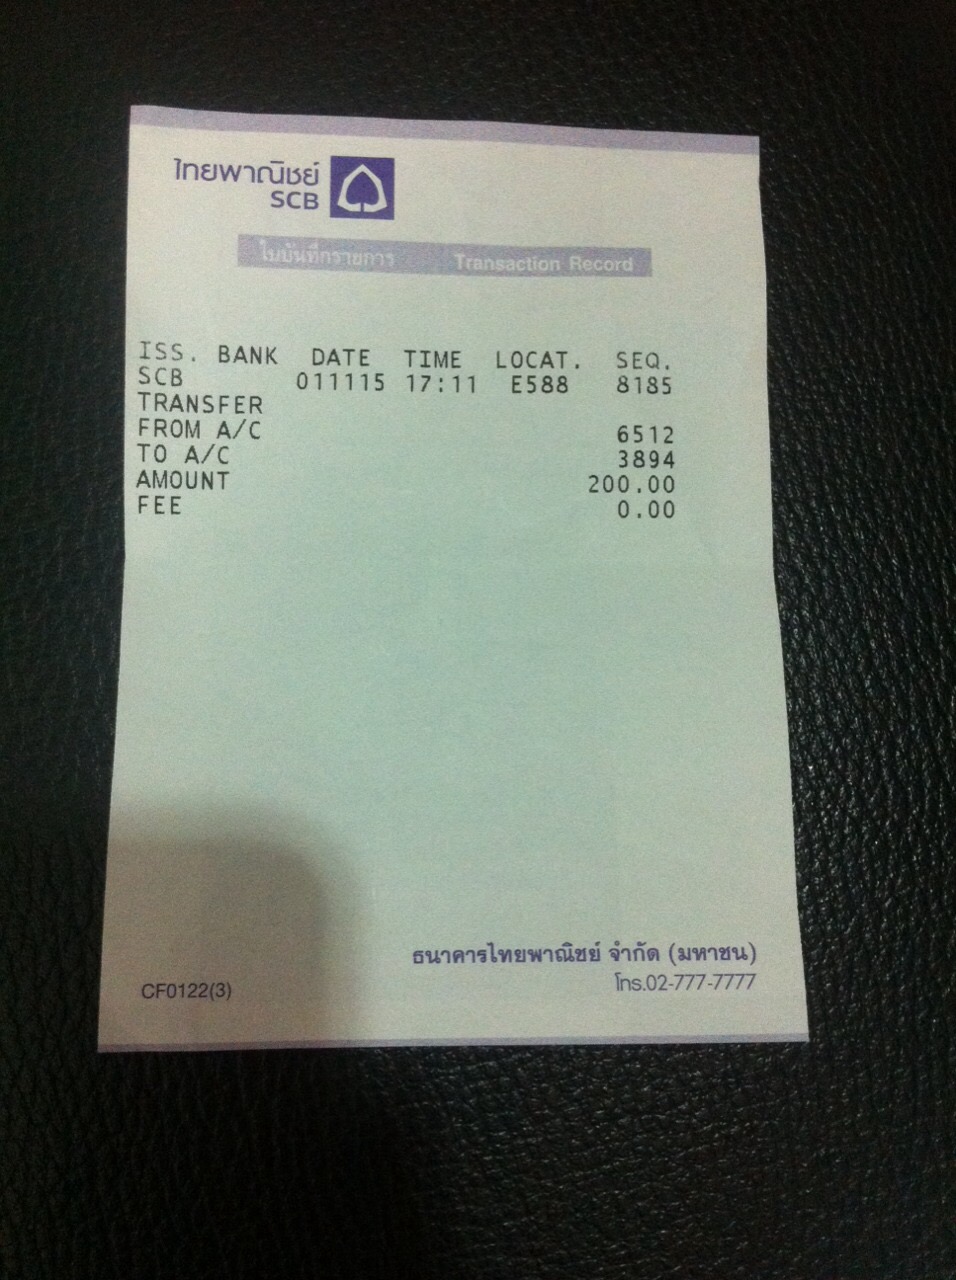 ไทยพาณิชย์
SCB
ใบบันทึกรายการ Transaction Record
ISS. BANK DATE TIME LOCAT. SEQ.
SCB 011115 17:11 E588 8185
TRANSFER
FROM A/C 6512
TO A/C 3894
AMOUNT 200.00
FEE 0.00
ธนาคารไทยพาณิชย์ จำกัด (มหาชน)
โทร.02-777-7777
CF0122(3)